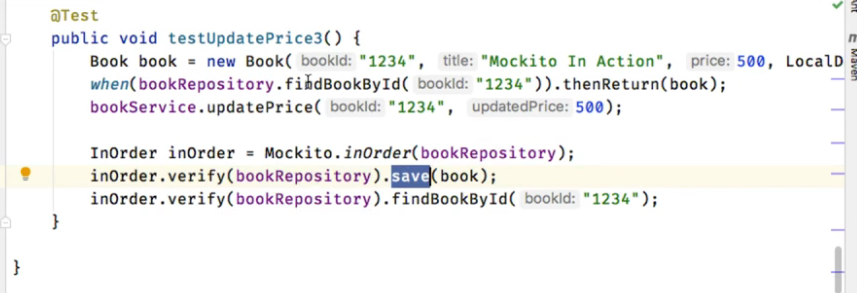 @Test
public void testUpdatePrice3() {
Book book = new Book( bookId: "1234", title: "Mockito In Action", price: 500, LocalD
when(bookRepository.findBookById( bookId: "1234")).thenReturn(book);
bookService.updatePrice( bookId: "1234", updatedPrice: 500);
InOrder inOrder = Mockito.inOrder(bookRepository);
inOrder.verify(bookRepository).save(book);
inOrder.verify(bookRepository).findBookById( bookId: "1234");
}
}
Maven